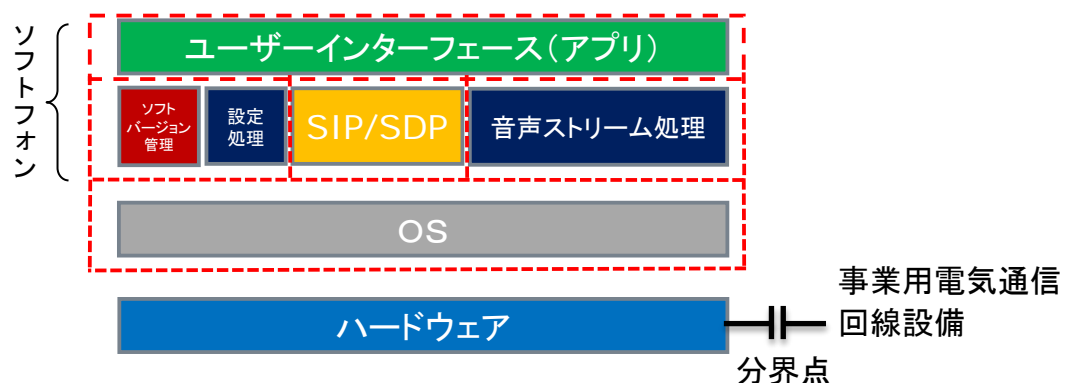 ソフトフォン
ユーザーインターフェース(アプリ)
ソフト
バージョン
管理
設定
処理
SIP/SDP
音声ストリーム処理
OS
ハードウェア
事業用電気通信
回線設備
分界点